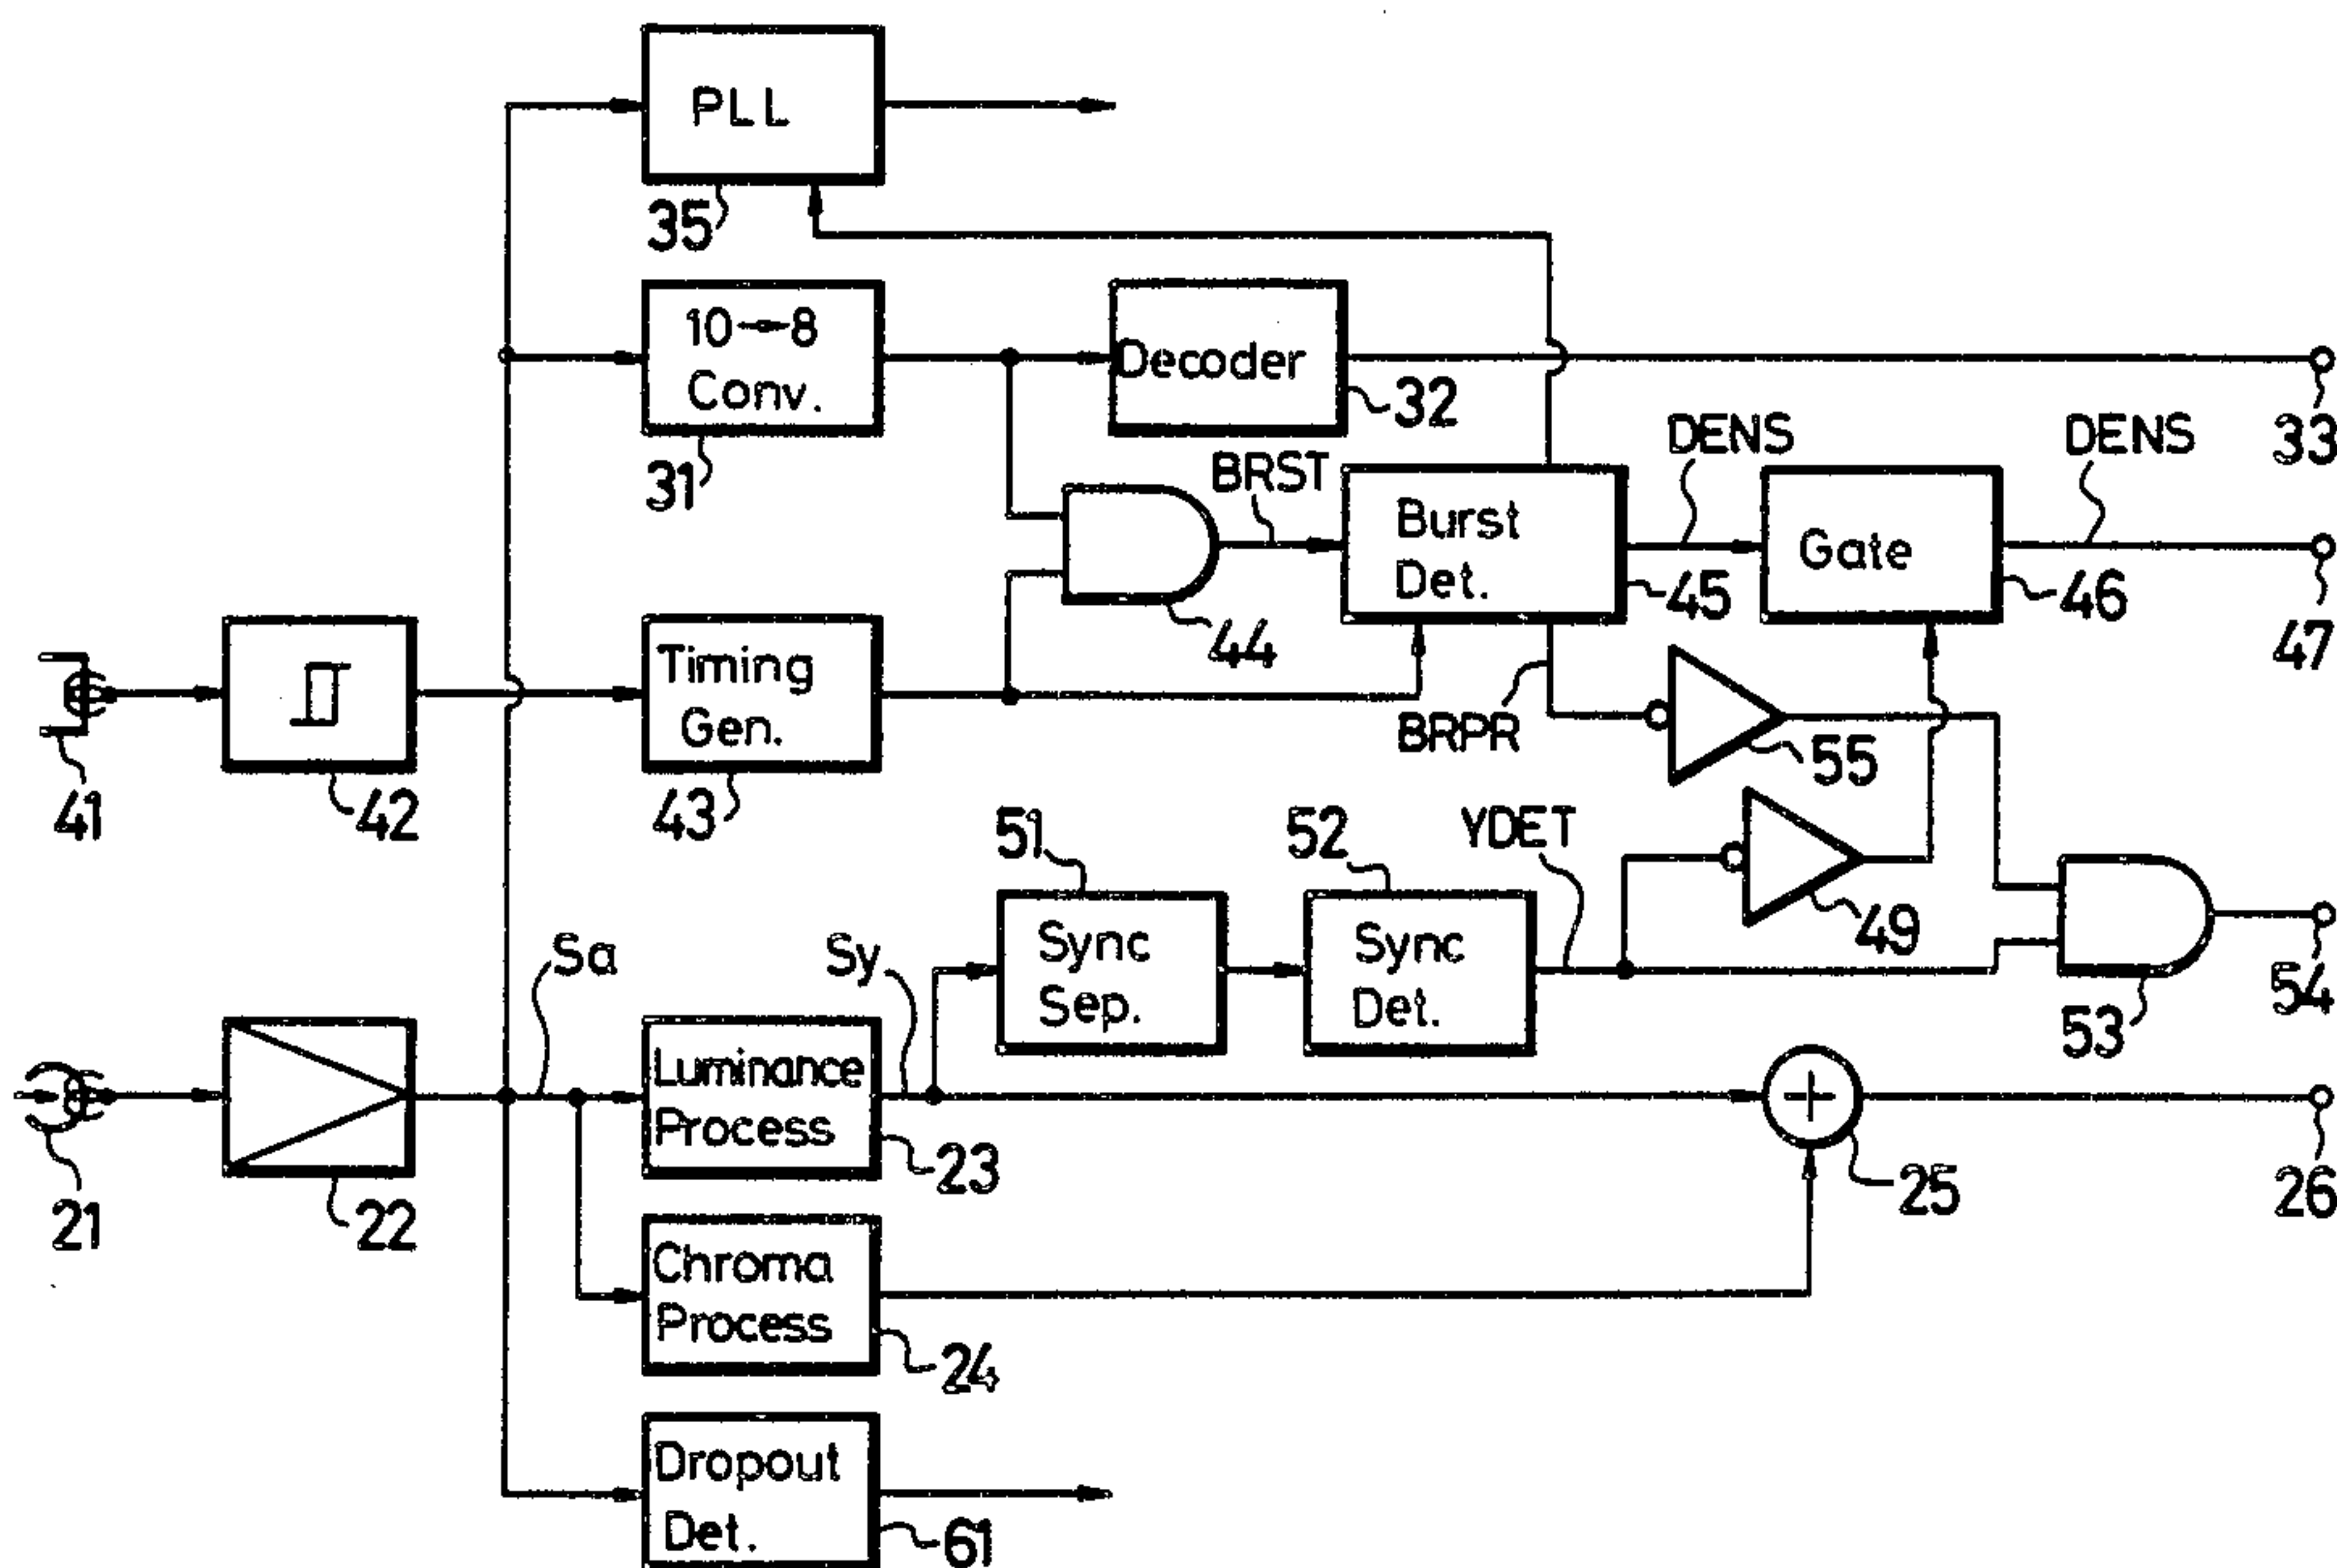 PLL
35
10→8
Conv.
31
Decoder
32
33
BRST
DENS
DENS
44
Burst
Det.
45
Gate
46
47
41
42
Timing
Gen.
43
BRPR
55
51
52
YDET
49
Sync
Sep.
Sync
Det.
53
54
Sa
Sy
21
22
Luminance
Process
23
+
25
26
Chroma
Process
24
Dropout
Det.
61